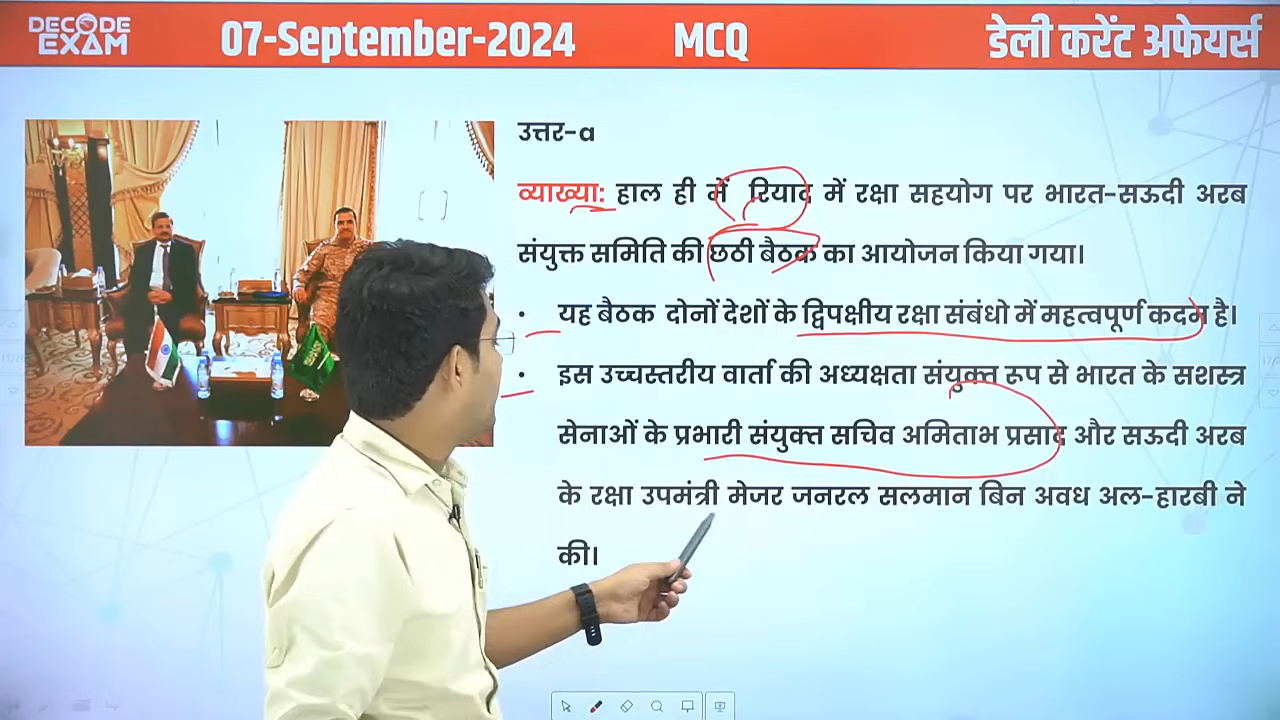 DECODE
EXAM
07-September-2024 MCQ डेली करेंट अफेयर्स
उत्तर-a
व्याख्या: हाल ही में रियाद में रक्षा सहयोग पर भारत-सऊदी अरब
संयुक्त समिति की छठी बैठक का आयोजन किया गया।
• यह बैठक दोनों देशों के द्विपक्षीय रक्षा संबंधो में महत्वपूर्ण कदम है।
• इस उच्चस्तरीय वार्ता की अध्यक्षता संयुक्त रूप से भारत के सशस्त्र
सेनाओं के प्रभारी संयुक्त सचिव अमिताभ प्रसाद और सऊदी अरब
के रक्षा उपमंत्री मेजर जनरल सलमान बिन अवध अल-हारबी ने
की।